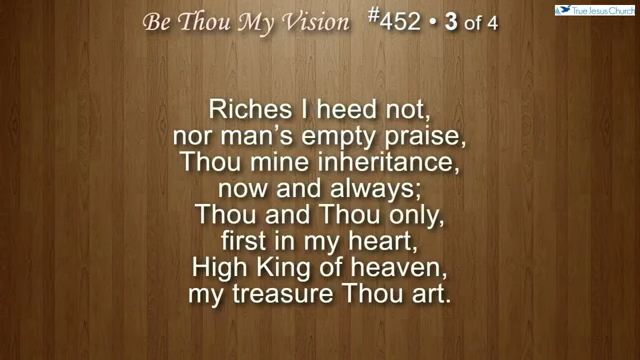 Be Thou My Vision #452 • 3 of 4
True Jesus Church
Riches I heed not,
nor man's empty praise,
Thou mine inheritance,
now and always;
Thou and Thou only,
first in my heart,
High King of heaven,
my treasure Thou art.